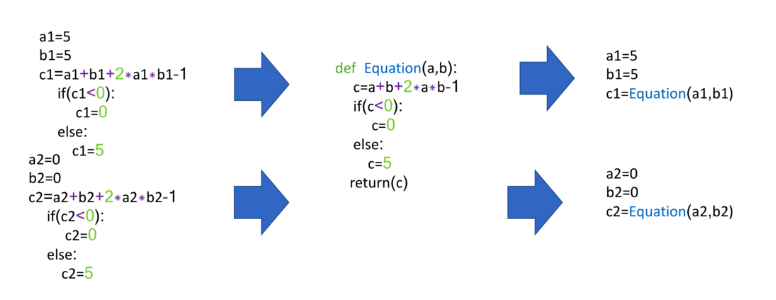 a1=5
b1=5
c1=a1+b1+2*a1*b1-1
if(c1<0):
c1=0
else:
c1=5
a2=0
b2=0
c2=a2+b2+2*a2*b2-1
if(c2<0):
c2=0
else:
c2=5
def Equation(a,b):
c=a+b+2*a*b-1
if(c<0):
c=0
else:
c=5
return(c)
a1=5
b1=5
c1=Equation(a1,b1)
a2=0
b2=0
c2=Equation(a2,b2)